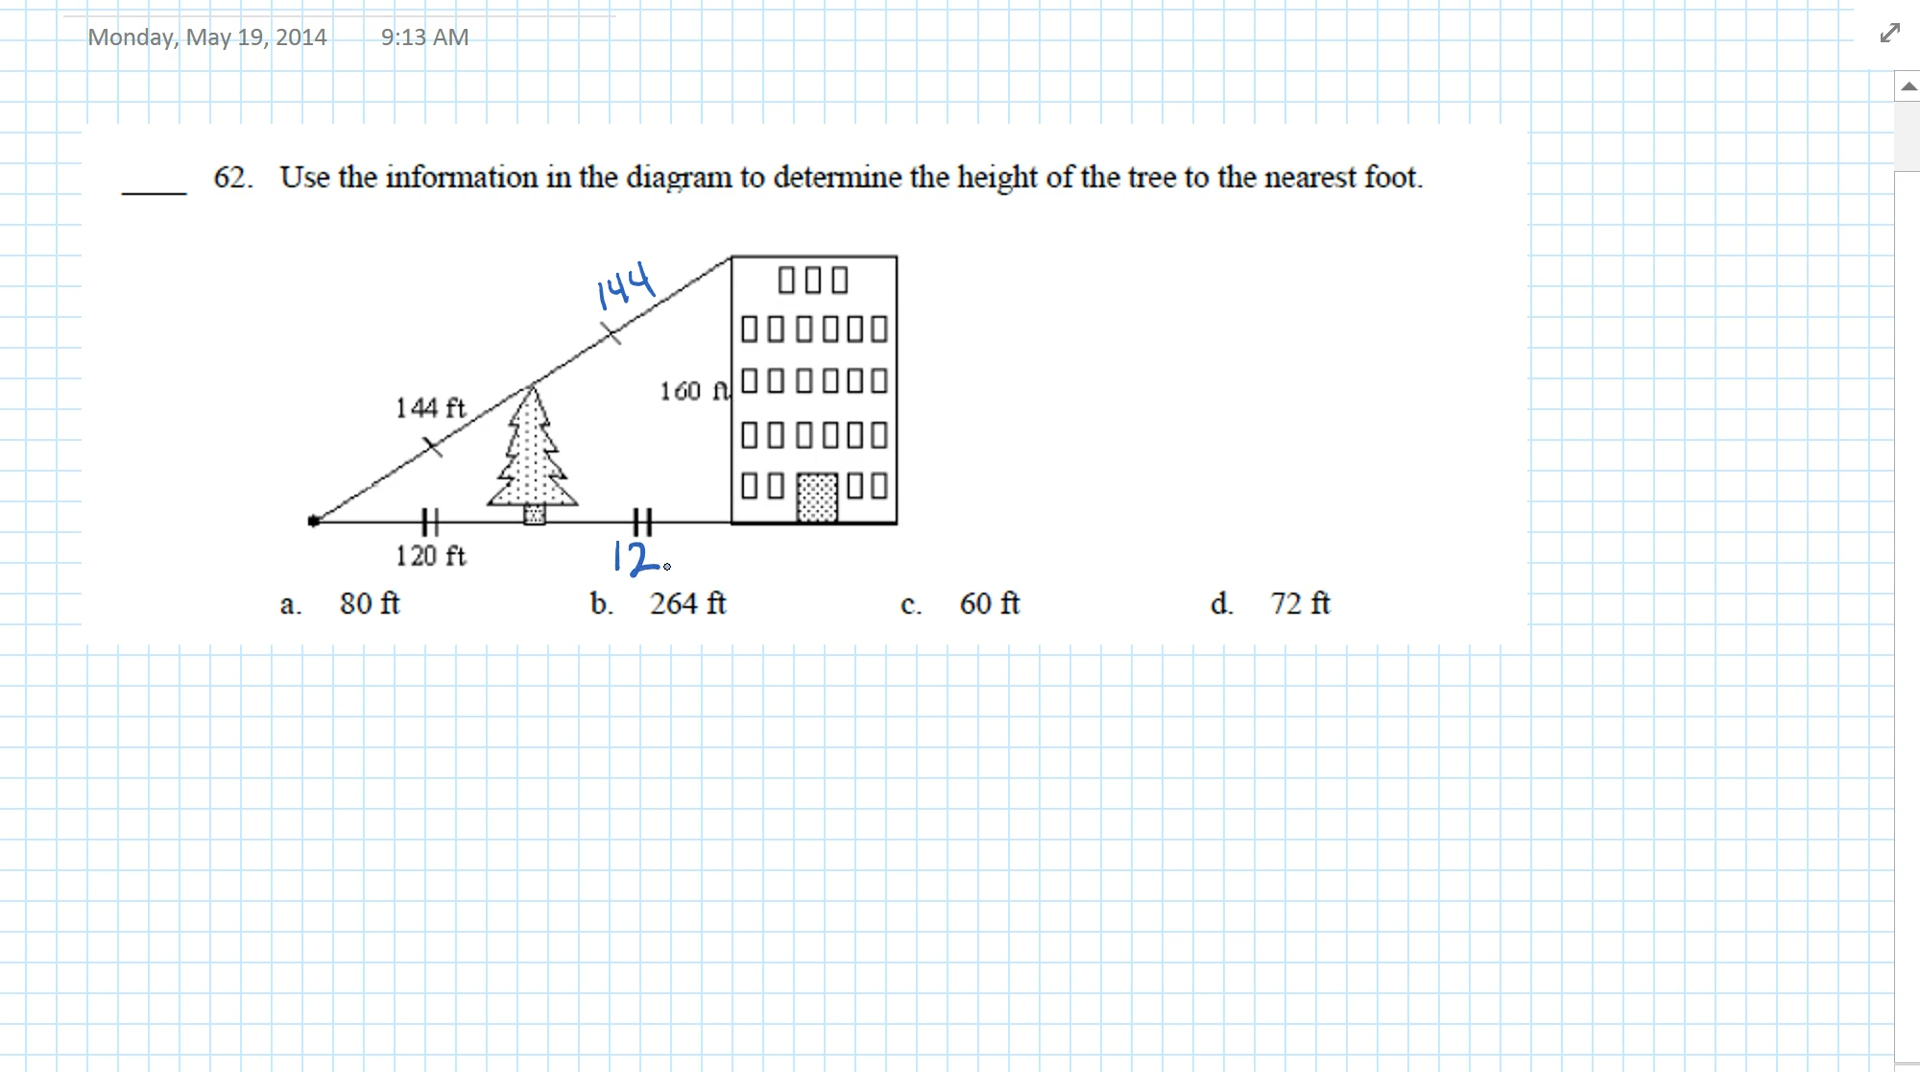 Monday, May 19, 2014 9:13 AM
____ 62. Use the information in the diagram to determine the height of the tree to the nearest foot.
144
144 ft
160 ft
120 ft
12
a. 80 ft b. 264 ft c. 60 ft d. 72 ft